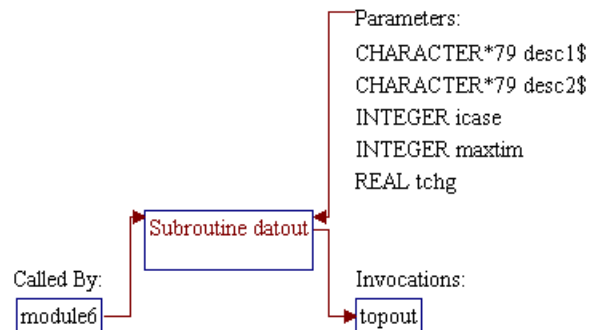 Parameters:
CHARACTER*79 desc1$
CHARACTER*79 desc2$
INTEGER icase
INTEGER maxtim
REAL tchg
Subroutine datout
Called By:
module6
Invocations:
topout